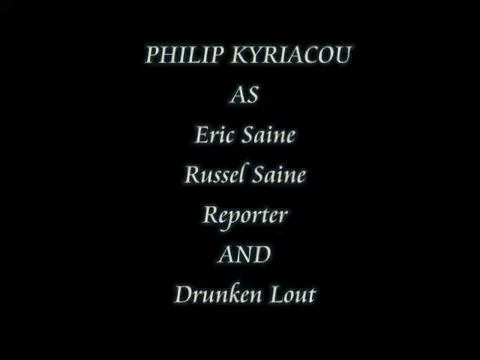 PHILIP KYRIACOU
AS
Eric Saine
Russel Saine
Reporter
AND
Drunken Lout